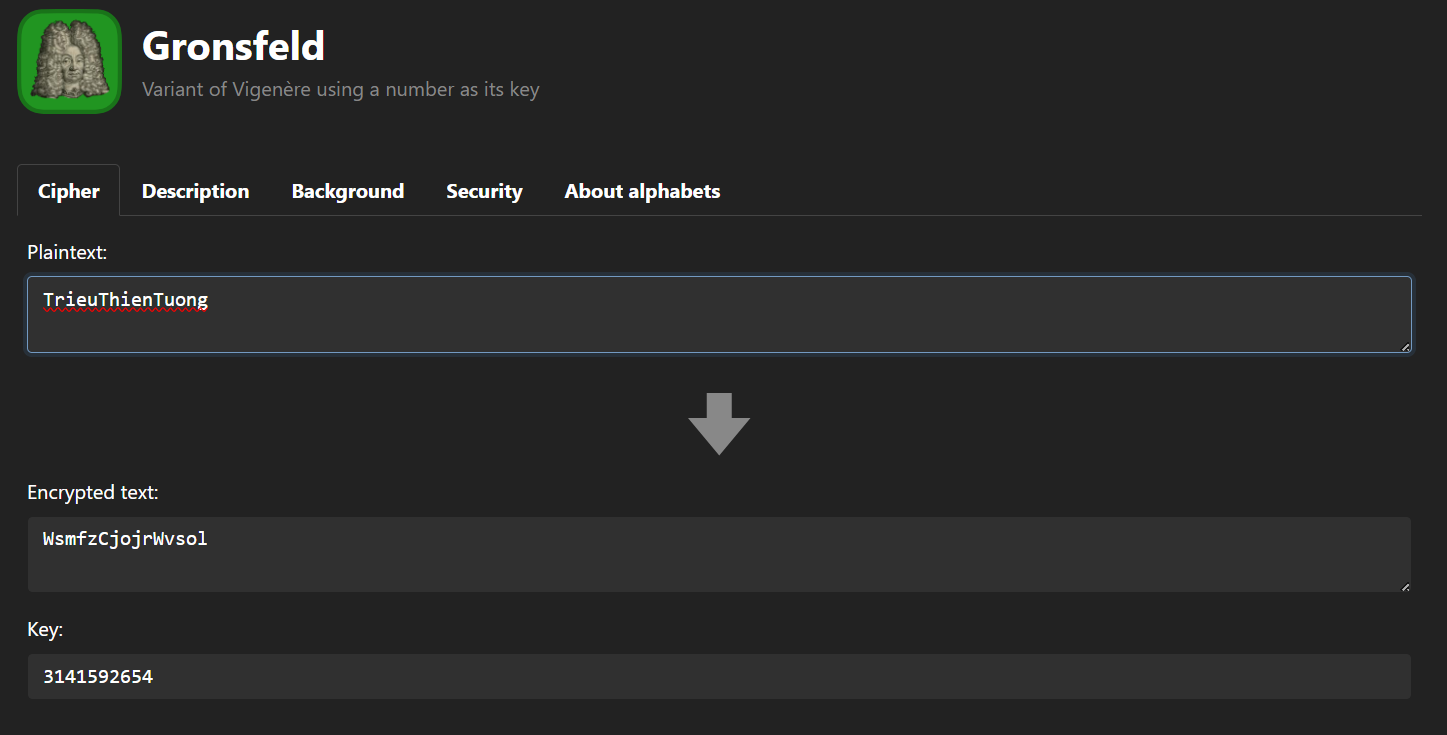 Gronsfeld
Variant of Vigenère using a number as its key
Cipher Description Background Security About alphabets
Plaintext:
TrieuThienTuong
Encrypted text:
WsmfzCjojrWvsol
Key:
3141592654